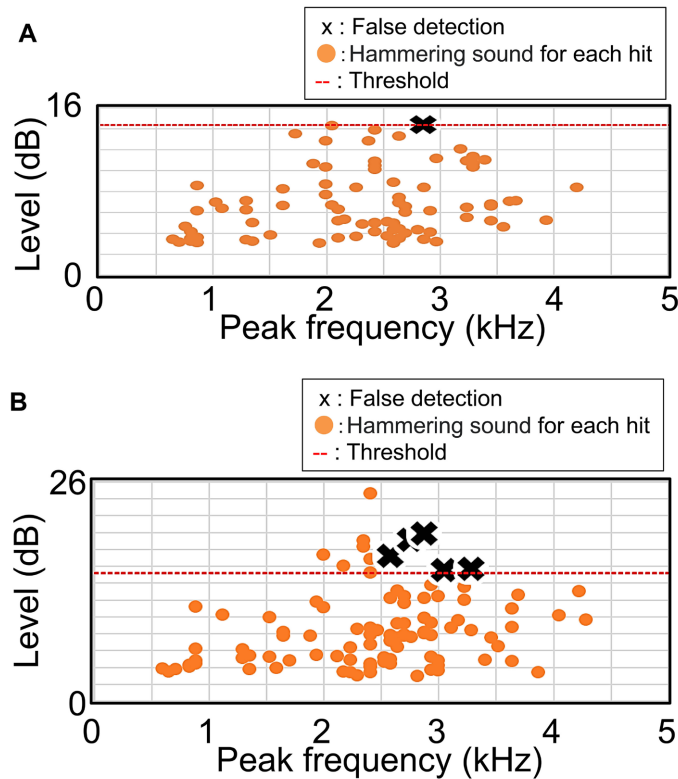 A
x : False detection
: Hammering sound for each hit
-- : Threshold
16
Level (dB)
0
0 1 2 3 4 5
Peak frequency (kHz)
B
x : False detection
: Hammering sound for each hit
-- : Threshold
26
Level (dB)
0
0 1 2 3 4 5
Peak frequency (kHz)